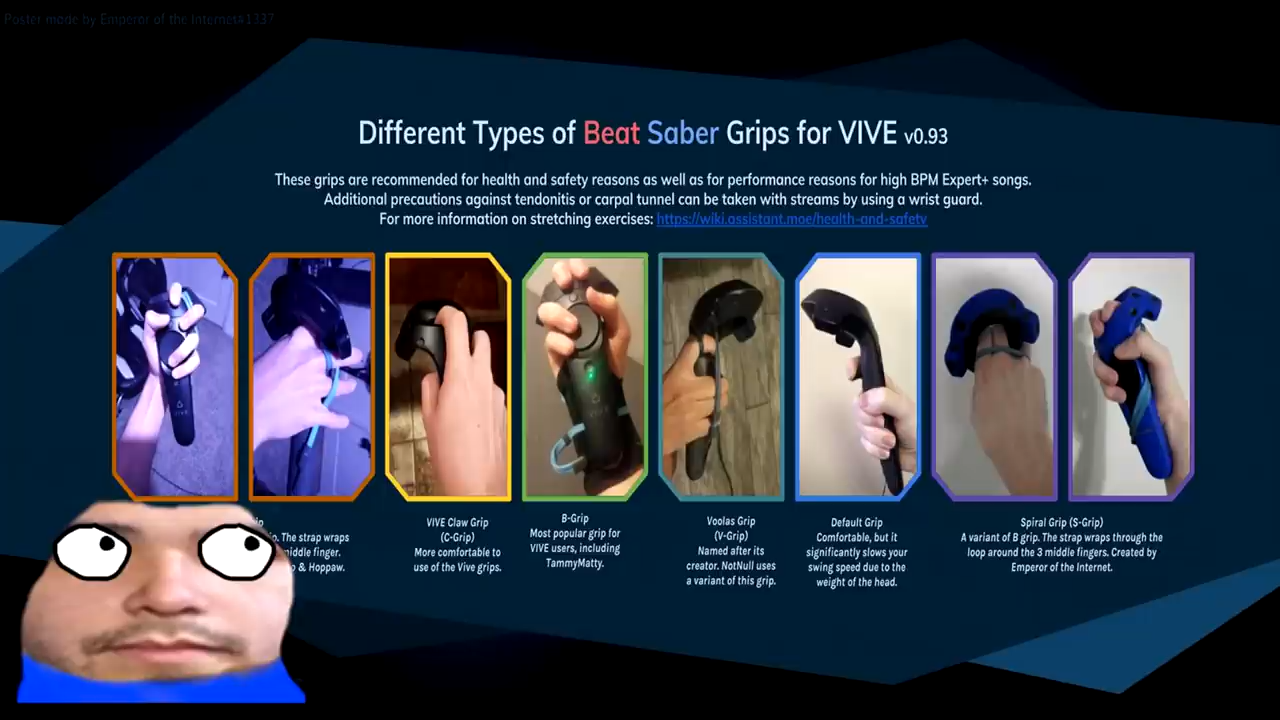 Poster made by Emperor of the Internet#1337
Different Types of Beat Saber Grips for VIVE v0.93
These grips are recommended for health and safety reasons as well as for performance reasons for high BPM Expert+ songs.
Additional precautions against tendonitis or carpal tunnel can be taken with streams by using a wrist guard.
For more information on stretching exercises: https://wiki.assistant.moe/health-and-safety
VIVE
VIVE
The strap wraps
middle finger.
& Hoppaw.
VIVE Claw Grip
(C-Grip)
More comfortable to
use of the Vive grips.
B-Grip
Most popular grip for
VIVE users, including
TammyMatty.
Voolas Grip
(V-Grip)
Named after its
creator. NotNull uses
a variant of this grip.
Default Grip
Comfortable, but it
significantly slows your
swing speed due to the
weight of the head.
Spiral Grip (S-Grip)
A variant of B grip. The strap wraps through the
loop around the 3 middle fingers. Created by
Emperor of the Internet.